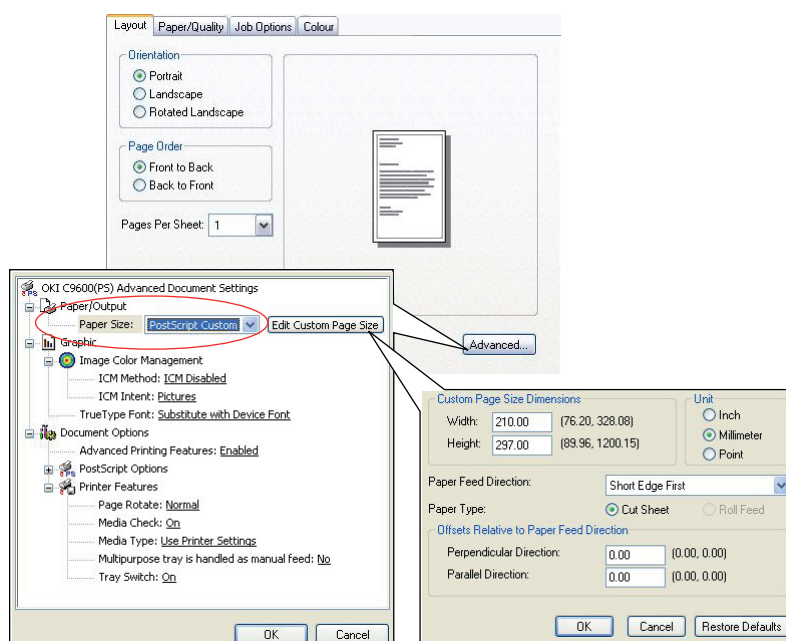 Layout Paper/Quality Job Options Colour
Orientation
Portrait
Landscape
Rotated Landscape
Page Order
Front to Back
Back to Front
Pages Per Sheet: 1
Advanced...
OKI C9600(PS) Advanced Document Settings
Paper/Output
Paper Size: PostScript Custom Edit Custom Page Size
Graphic
Image Color Management
ICM Method: ICM Disabled
ICM Intent: Pictures
TrueType Font: Substitute with Device Font
Document Options
Advanced Printing Features: Enabled
PostScript Options
Printer Features
Page Rotate: Normal
Media Check: On
Media Type: Use Printer Settings
Multipurpose tray is handled as manual feed: No
Tray Switch: On
OK Cancel
Custom Page Size Dimensions
Width: 210.00 (76.20, 328.08)
Height: 297.00 (89.96, 1200.15)
Unit
Inch
Millimeter
Point
Paper Feed Direction: Short Edge First
Paper Type: Cut Sheet Roll Feed
Offsets Relative to Paper Feed Direction
Perpendicular Direction: 0.00 (0.00, 0.00)
Parallel Direction: 0.00 (0.00, 0.00)
OK Cancel Restore Defaults